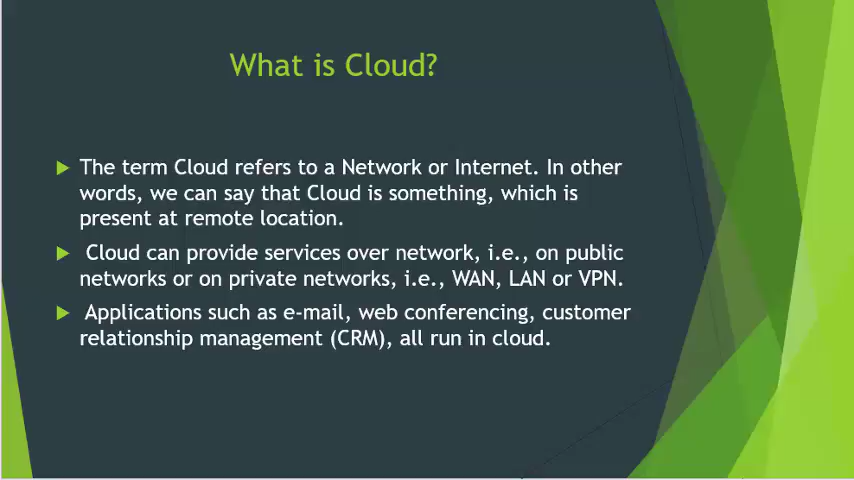 What is Cloud?
The term Cloud refers to a Network or Internet. In other
words, we can say that Cloud is something, which is
present at remote location.
Cloud can provide services over network, i.e., on public
networks or on private networks, i.e., WAN, LAN or VPN.
Applications such as e-mail, web conferencing, customer
relationship management (CRM), all run in cloud.